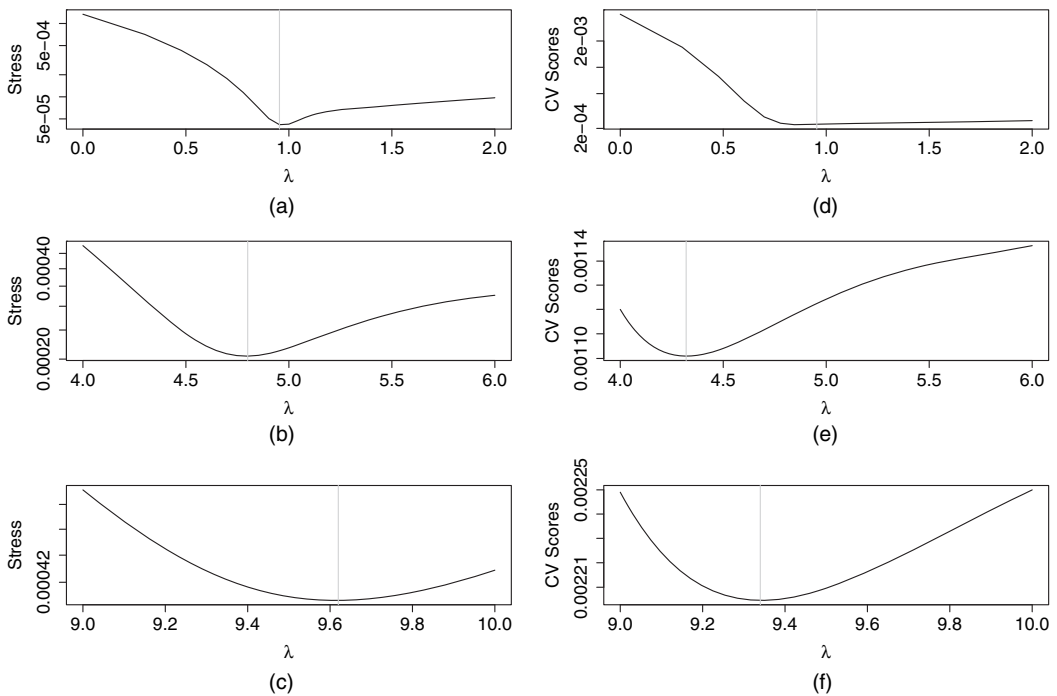 Stress
5e−04
5e−04
5e−05
0.0 0.5 1.0 1.5 2.0
λ
(a)
CV Scores
2e−03
2e−04
0.0 0.5 1.0 1.5 2.0
λ
(d)
Stress
0.00040
0.00020
4.0 4.5 5.0 5.5 6.0
λ
(b)
CV Scores
0.00114
0.00110
4.0 4.5 5.0 5.5 6.0
λ
(e)
Stress
0.00042
9.0 9.2 9.4 9.6 9.8 10.0
λ
(c)
CV Scores
0.00225
0.00221
9.0 9.2 9.4 9.6 9.8 10.0
λ
(f)